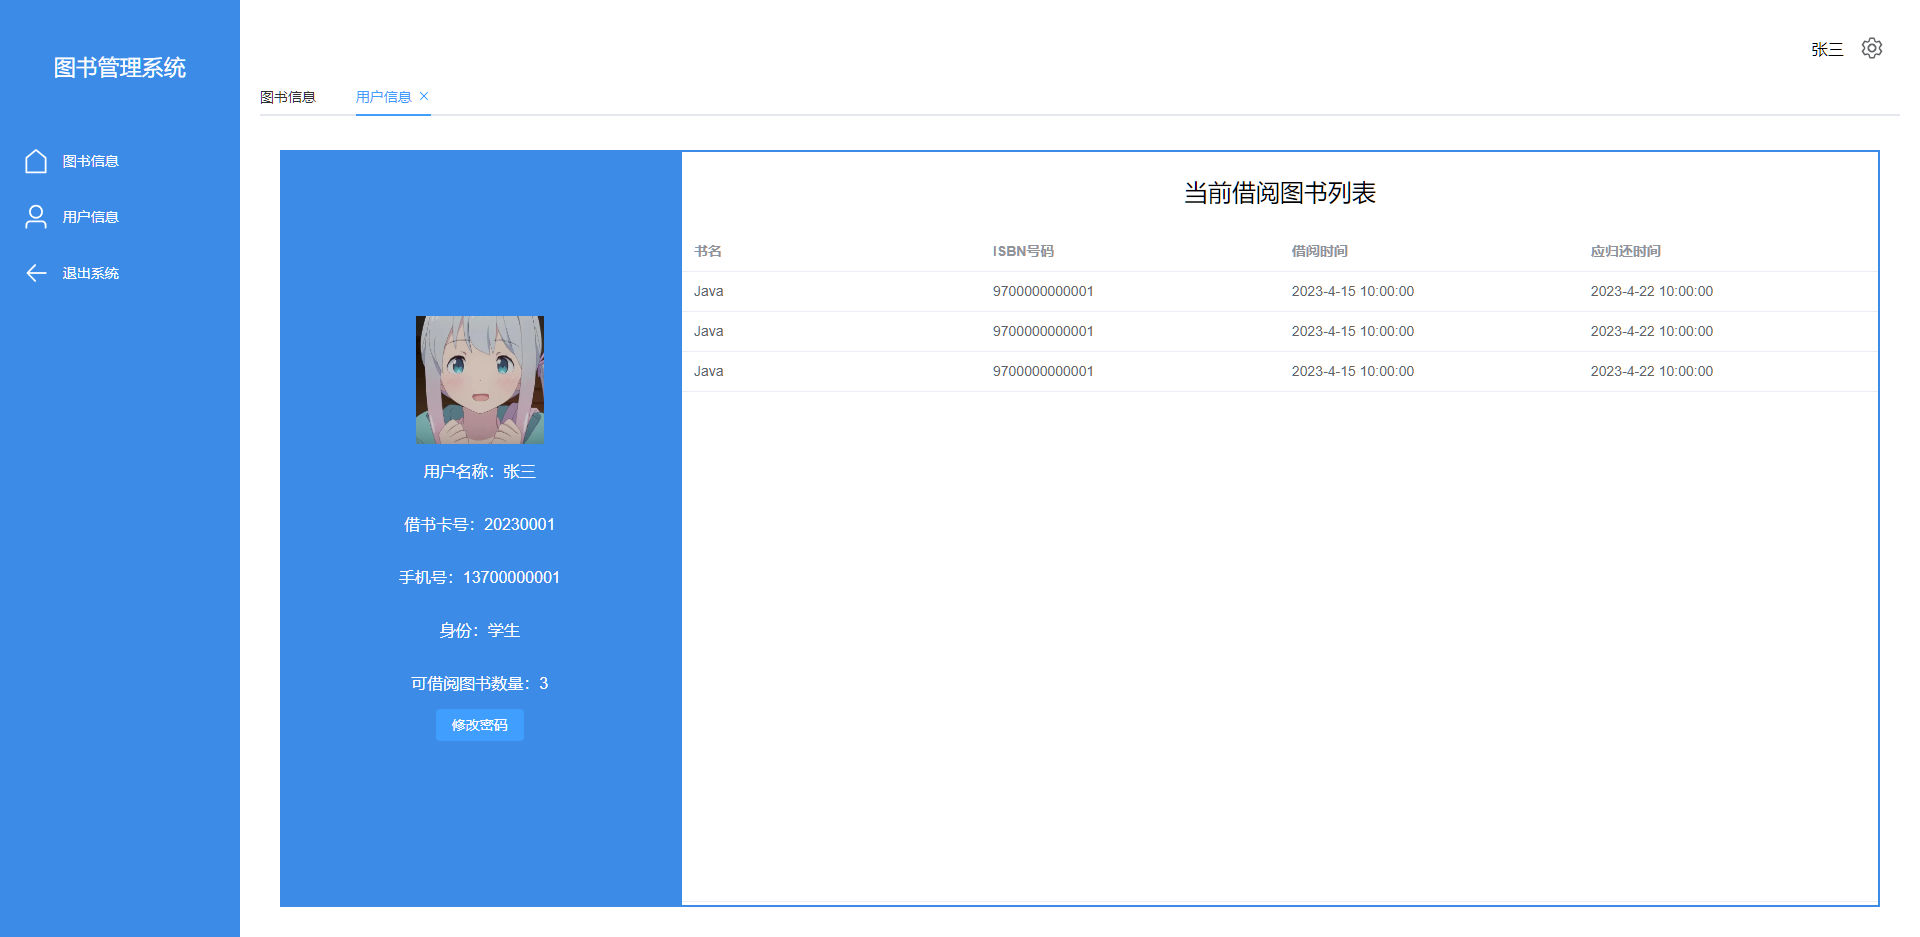 图书管理系统
图书信息
用户信息
退出系统
张三
图书信息 用户信息
用户名称：张三
借书卡号：20230001
手机号：13700000001
身份：学生
可借阅图书数量：3
修改密码
当前借阅图书列表
书名 ISBN号码 借阅时间 应归还时间
Java 9700000000001 2023-4-15 10:00:00 2023-4-22 10:00:00
Java 9700000000001 2023-4-15 10:00:00 2023-4-22 10:00:00
Java 9700000000001 2023-4-15 10:00:00 2023-4-22 10:00:00